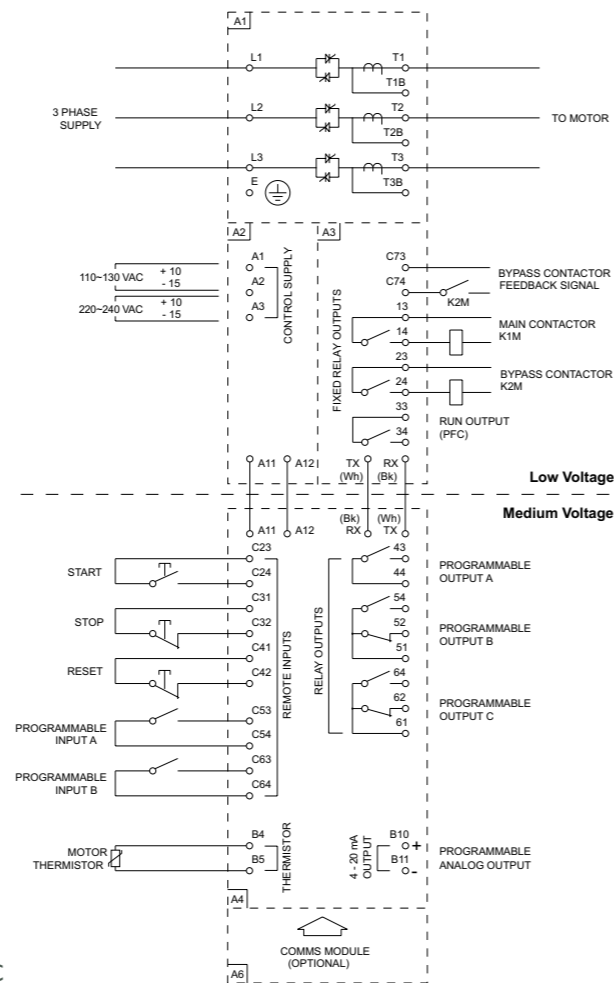 A1
L1
T1
T1B
3 PHASE
SUPPLY
L2
T2
T2B
TO MOTOR
L3
T3
T3B
E
A2
A3
110~130 VAC
+ 10
- 15
220~240 VAC
+ 10
- 15
A1
A2
A3
CONTROL SUPPLY
FIXED RELAY OUTPUTS
C73
C74
BYPASS CONTACTOR
FEEDBACK SIGNAL
K2M
13
14
MAIN CONTACTOR
K1M
23
24
BYPASS CONTACTOR
K2M
33
34
RUN OUTPUT
(PFC)
A11
A12
TX
(Wh)
RX
(Bk)
Low Voltage
Medium Voltage
A11
A12
(Bk)
RX
(Wh)
TX
START
C23
C24
STOP
C31
C32
RESET
C41
C42
PROGRAMMABLE
INPUT A
C53
C54
PROGRAMMABLE
INPUT B
C63
C64
REMOTE INPUTS
RELAY OUTPUTS
43
44
PROGRAMMABLE
OUTPUT A
54
52
51
PROGRAMMABLE
OUTPUT B
64
62
61
PROGRAMMABLE
OUTPUT C
MOTOR
THERMISTOR
B4
B5
THERMISTOR
4 - 20 mA
OUTPUT
B10
+
B11
-
PROGRAMMABLE
ANALOG OUTPUT
A4
COMMS MODULE
(OPTIONAL)
A6